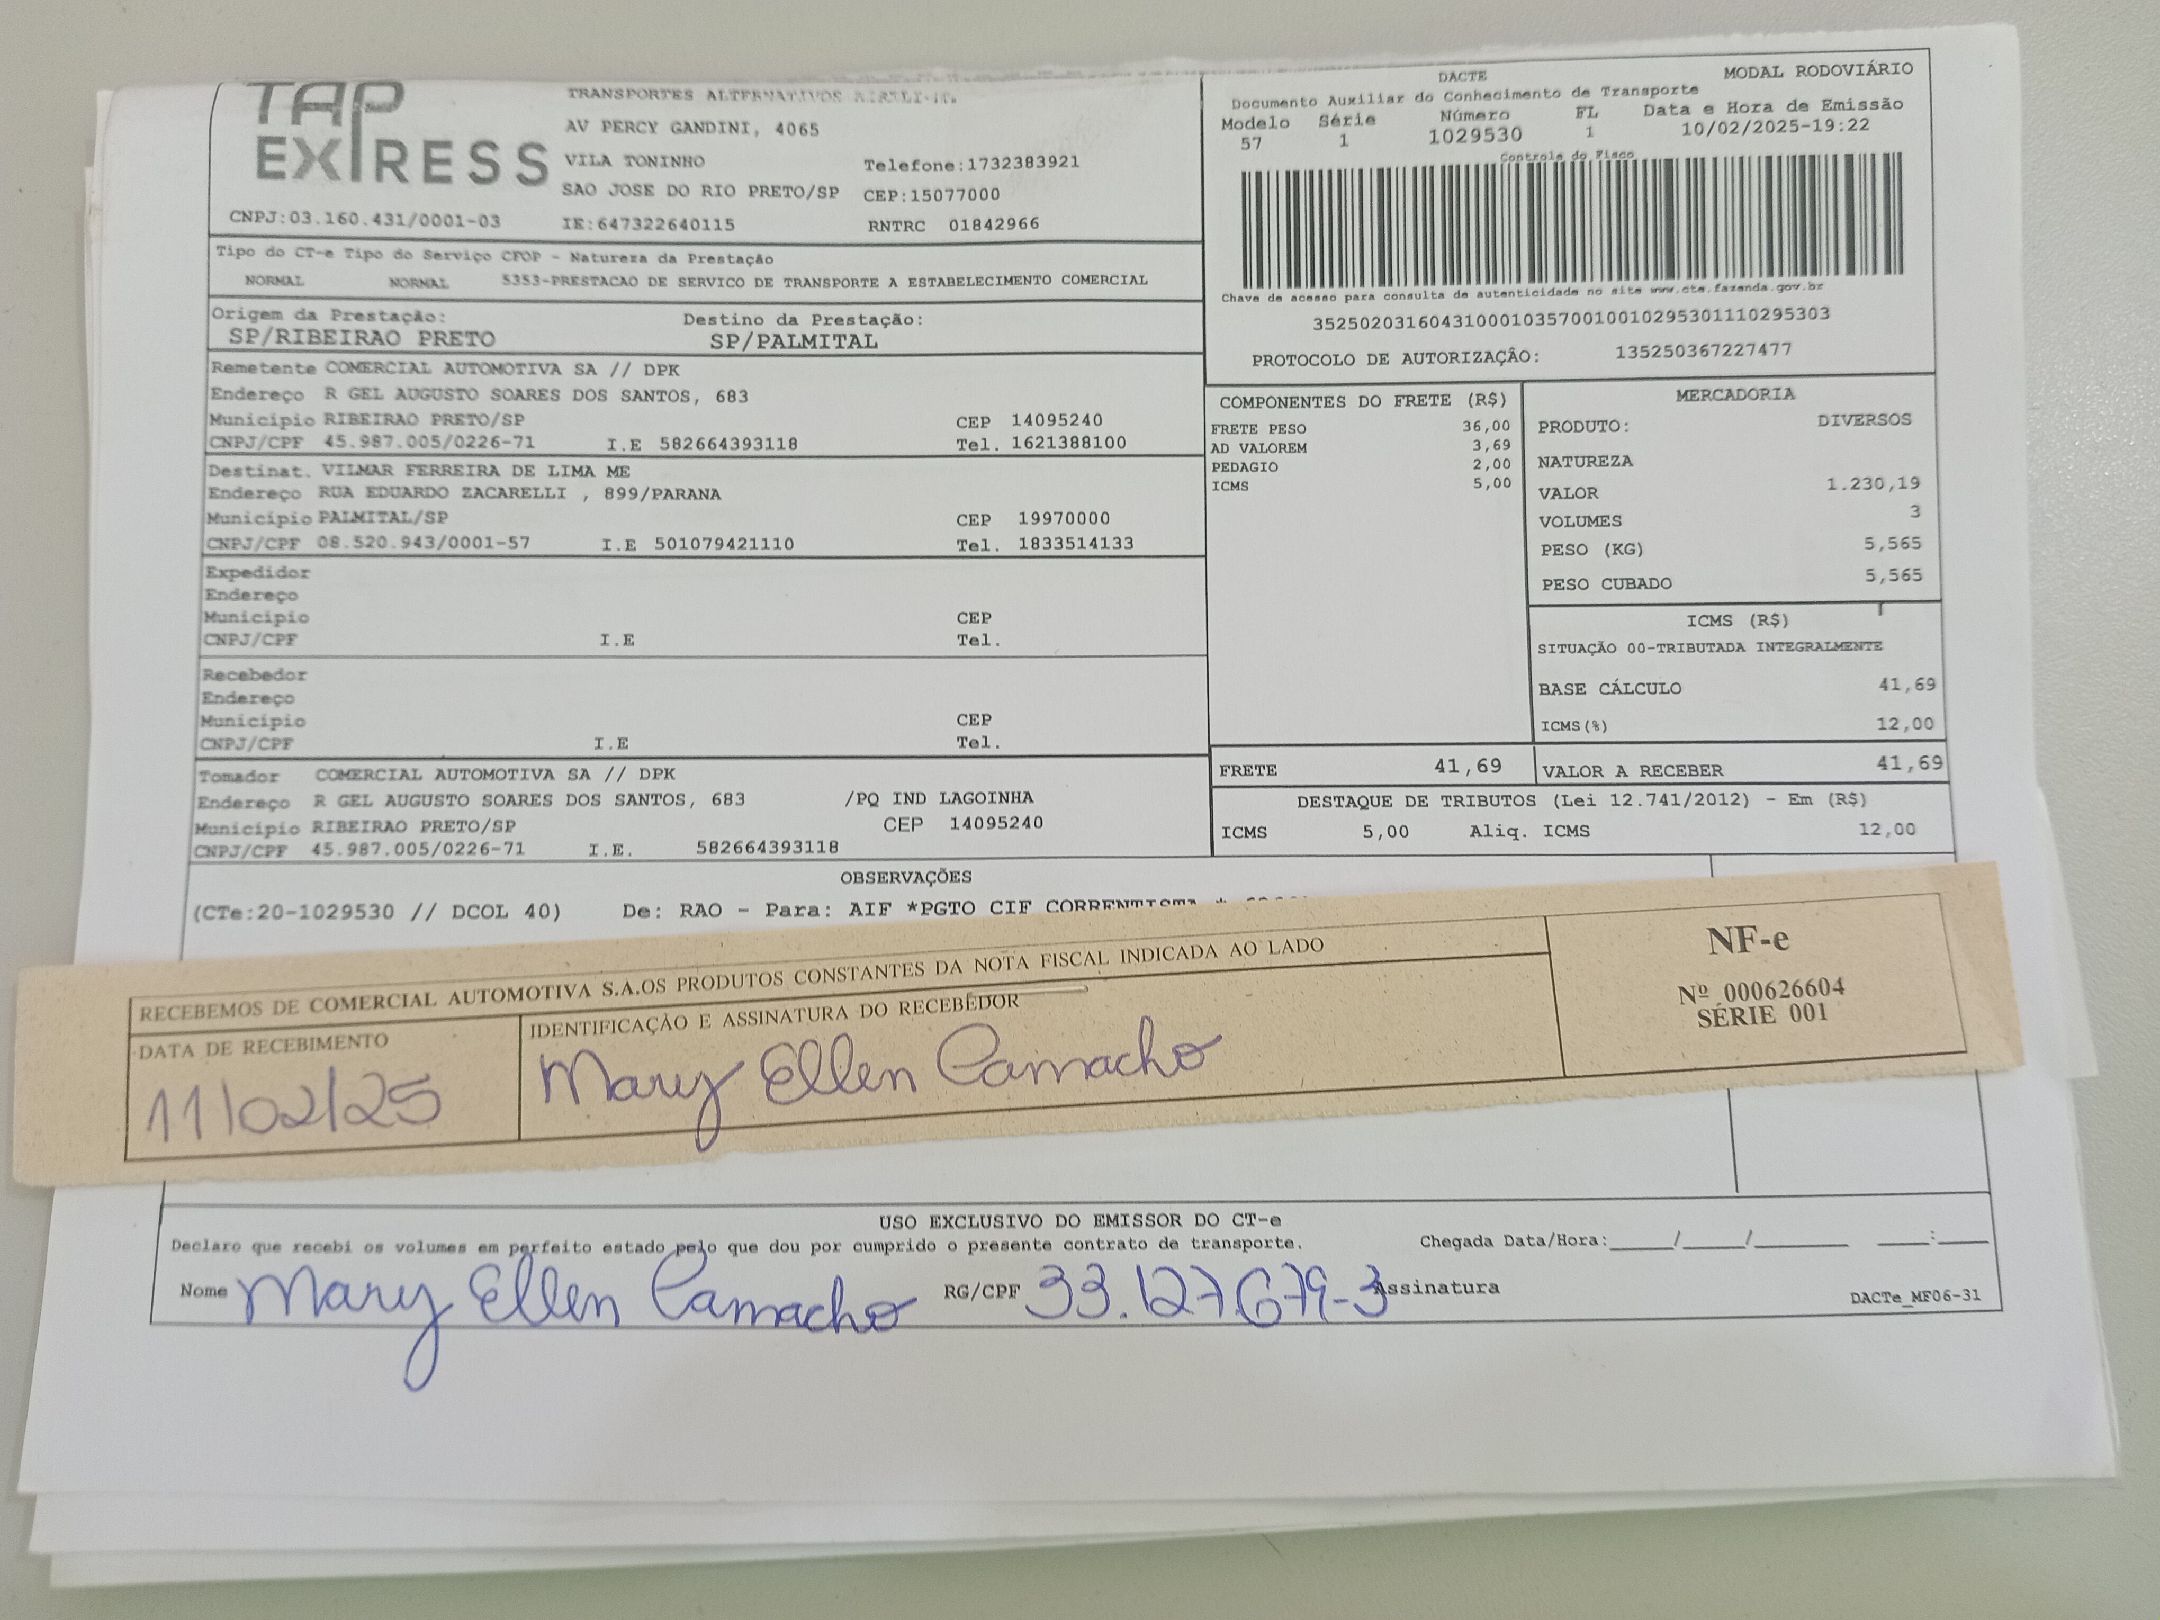 TAP EXPRESS
TRANSPORTES ALTERNATIVOS
AV PERCY GANDINI, 4065
VILA TONINHO Telefone:1732383921
SAO JOSE DO RIO PRETO/SP CEP:15077000
CNPJ:03.160.431/0001-03 IE:647322640115 RNTRC 01842966
DACTE MODAL RODOVIÁRIO
Documento Auxiliar do Conhecimento de Transporte
Modelo Série Número FL Data e Hora de Emissão
57 1 1029530 1 10/02/2025-19:22
Controle do Fisco
Chave de acesso para consulta de autenticidade no site www.cte.fazenda.gov.br
35250203160431000103570010010295301110295303
PROTOCOLO DE AUTORIZAÇÃO: 135250367227477
Tipo do CT-e Tipo do Serviço CFOP - Natureza da Prestação
NORMAL NORMAL 5353-PRESTACAO DE SERVICO DE TRANSPORTE A ESTABELECIMENTO COMERCIAL
Origem da Prestação: Destino da Prestação:
SP/RIBEIRAO PRETO SP/PALMITAL
Remetente COMERCIAL AUTOMOTIVA SA // DPK
Endereço R GEL AUGUSTO SOARES DOS SANTOS, 683
Município RIBEIRAO PRETO/SP CEP 14095240
CNPJ/CPF 45.987.005/0226-71 I.E 582664393118 Tel. 1621388100
Destinat. VILMAR FERREIRA DE LIMA ME
Endereço RUA EDUARDO ZACARELLI , 899/PARANA
Município PALMITAL/SP CEP 19970000
CNPJ/CPF 08.520.943/0001-57 I.E 501079421110 Tel. 1833514133
Expedidor
Endereço
Município CEP
CNPJ/CPF I.E Tel.
Recebedor
Endereço
Município CEP
CNPJ/CPF I.E Tel.
Tomador COMERCIAL AUTOMOTIVA SA // DPK
Endereço R GEL AUGUSTO SOARES DOS SANTOS, 683 /PQ IND LAGOINHA
Município RIBEIRAO PRETO/SP CEP 14095240
CNPJ/CPF 45.987.005/0226-71 I.E. 582664393118
COMPONENTES DO FRETE (R$)
FRETE PESO 36,00
AD VALOREM 3,69
PEDAGIO 2,00
ICMS 5,00
MERCADORIA
PRODUTO: DIVERSOS
NATUREZA
VALOR 1.230,19
VOLUMES 3
PESO (KG) 5,565
PESO CUBADO 5,565
ICMS (R$)
SITUAÇÃO 00-TRIBUTADA INTEGRALMENTE
BASE CÁLCULO 41,69
ICMS(%) 12,00
FRETE 41,69 VALOR A RECEBER 41,69
DESTAQUE DE TRIBUTOS (Lei 12.741/2012) - Em (R$)
ICMS 5,00 Aliq. ICMS 12,00
OBSERVAÇÕES
(CTe:20-1029530 // DCOL 40) De: RAO - Para: AIF *PGTO CIF CORRENTISTA *
RECEBEMOS DE COMERCIAL AUTOMOTIVA S.A.OS PRODUTOS CONSTANTES DA NOTA FISCAL INDICADA AO LADO
DATA DE RECEBIMENTO IDENTIFICAÇÃO E ASSINATURA DO RECEBEDOR
11/02/25 Mary Ellen Camacho
NF-e
Nº 000626604
SÉRIE 001
USO EXCLUSIVO DO EMISSOR DO CT-e
Declaro que recebi os volumes em perfeito estado pelo que dou por cumprido o presente contrato de transporte. Chegada Data/Hora:_____/_____/________ ____:____
Nome Mary Ellen Camacho RG/CPF 33.127.679-3 Assinatura
DACTe_MF06-31